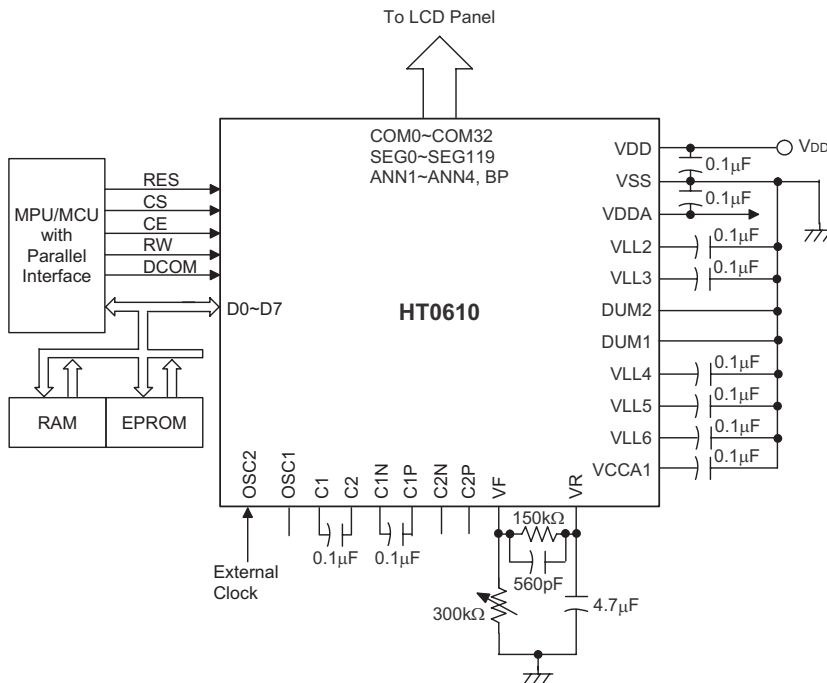 To LCD Panel
COM0~COM32
SEG0~SEG119
ANN1~ANN4, BP
MPU/MCU
with
Parallel
Interface
RES
CS
CE
RW
DCOM
D0~D7
HT0610
RAM
EPROM
VDD
VSS
VDDA
VLL2
VLL3
DUM2
DUM1
VLL4
VLL5
VLL6
VCCA1
VDD
0.1μF
0.1μF
0.1μF
0.1μF
0.1μF
0.1μF
0.1μF
0.1μF
OSC2
OSC1
C1
C2
C1N
C1P
C2N
C2P
VF
VR
External
Clock
0.1μF
0.1μF
150kΩ
560pF
300kΩ
4.7μF